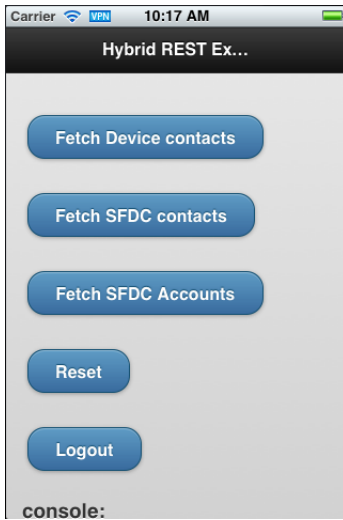 Carrier VPN 10:17 AM
Hybrid REST Ex...
Fetch Device contacts
Fetch SFDC contacts
Fetch SFDC Accounts
Reset
Logout
console: